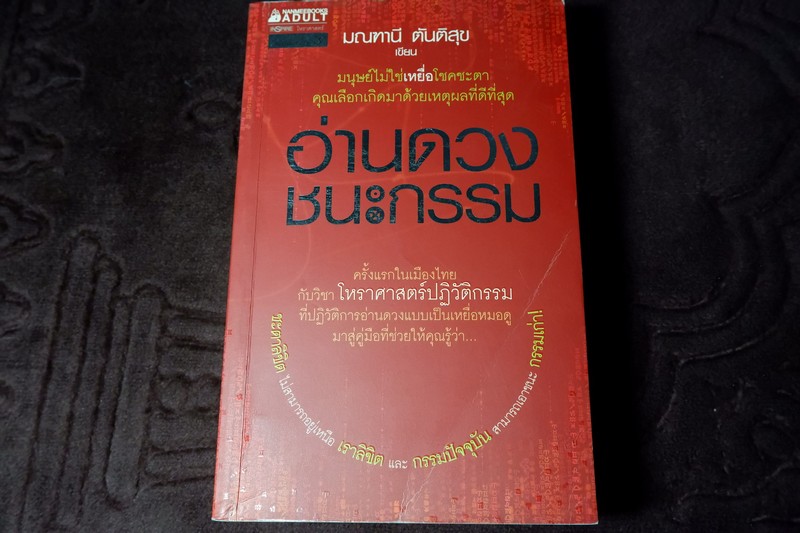 NANMEEBOOKS
ADULT
INSPIRE โหราศาสตร์
มณฑานี ตันติสุข
เขียน
มนุษย์ไม่ใช่เหยื่อโชคชะตา
คุณเลือกเกิดมาด้วยเหตุผลที่ดีที่สุด
อ่านดวง
ชนะกรรม
ครั้งแรกในเมืองไทย
กับวิชา โหราศาสตร์ปฏิวัติกรรม
ที่ปฏิวัติการอ่านดวงแบบเป็นเหยื่อหมอดู
มาสู่คู่มือที่ช่วยให้คุณรู้ว่า...
ชะตาลิขิต ไม่สามารถอยู่เหนือ เราลิขิต และ กรรมปัจจุบัน สามารถเอาชนะ กรรมเก่า!